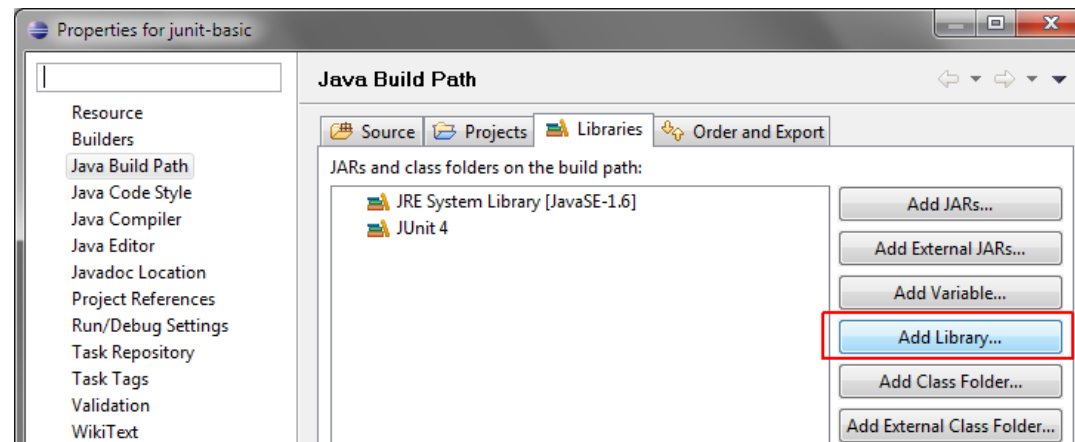 Properties for junit-basic
Java Build Path
Resource
Builders
Java Build Path
Java Code Style
Java Compiler
Java Editor
Javadoc Location
Project References
Run/Debug Settings
Task Repository
Task Tags
Validation
WikiText
Source Projects Libraries Order and Export
JARs and class folders on the build path:
JRE System Library [JavaSE-1.6]
JUnit 4
Add JARs...
Add External JARs...
Add Variable...
Add Library...
Add Class Folder...
Add External Class Folder...